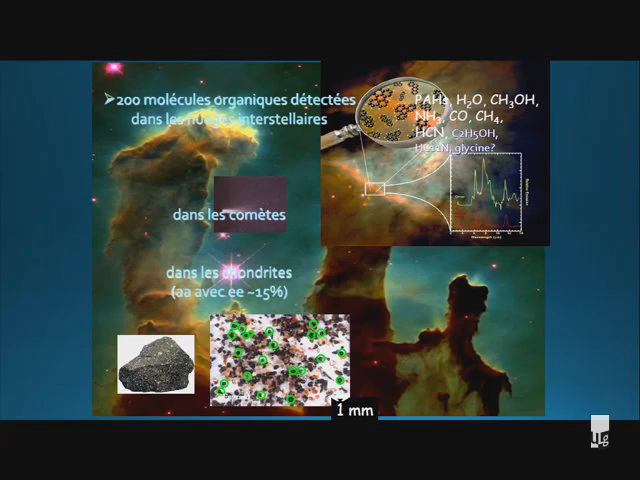 ➢200 molécules organiques détectées
dans les nuages interstellaires
PAHs, H₂O, CH₃OH,
NH₃, CO, CH₄,
HCN, C2H5OH,
glycine?
dans les comètes
dans les chondrites
(aa avec ee ~15%)
1 mm
ULg